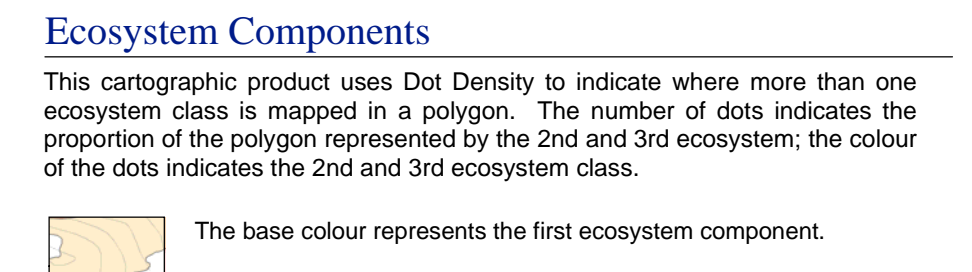 Ecosystem Components
This cartographic product uses Dot Density to indicate where more than one
ecosystem class is mapped in a polygon. The number of dots indicates the
proportion of the polygon represented by the 2nd and 3rd ecosystem; the colour
of the dots indicates the 2nd and 3rd ecosystem class.
The base colour represents the first ecosystem component.